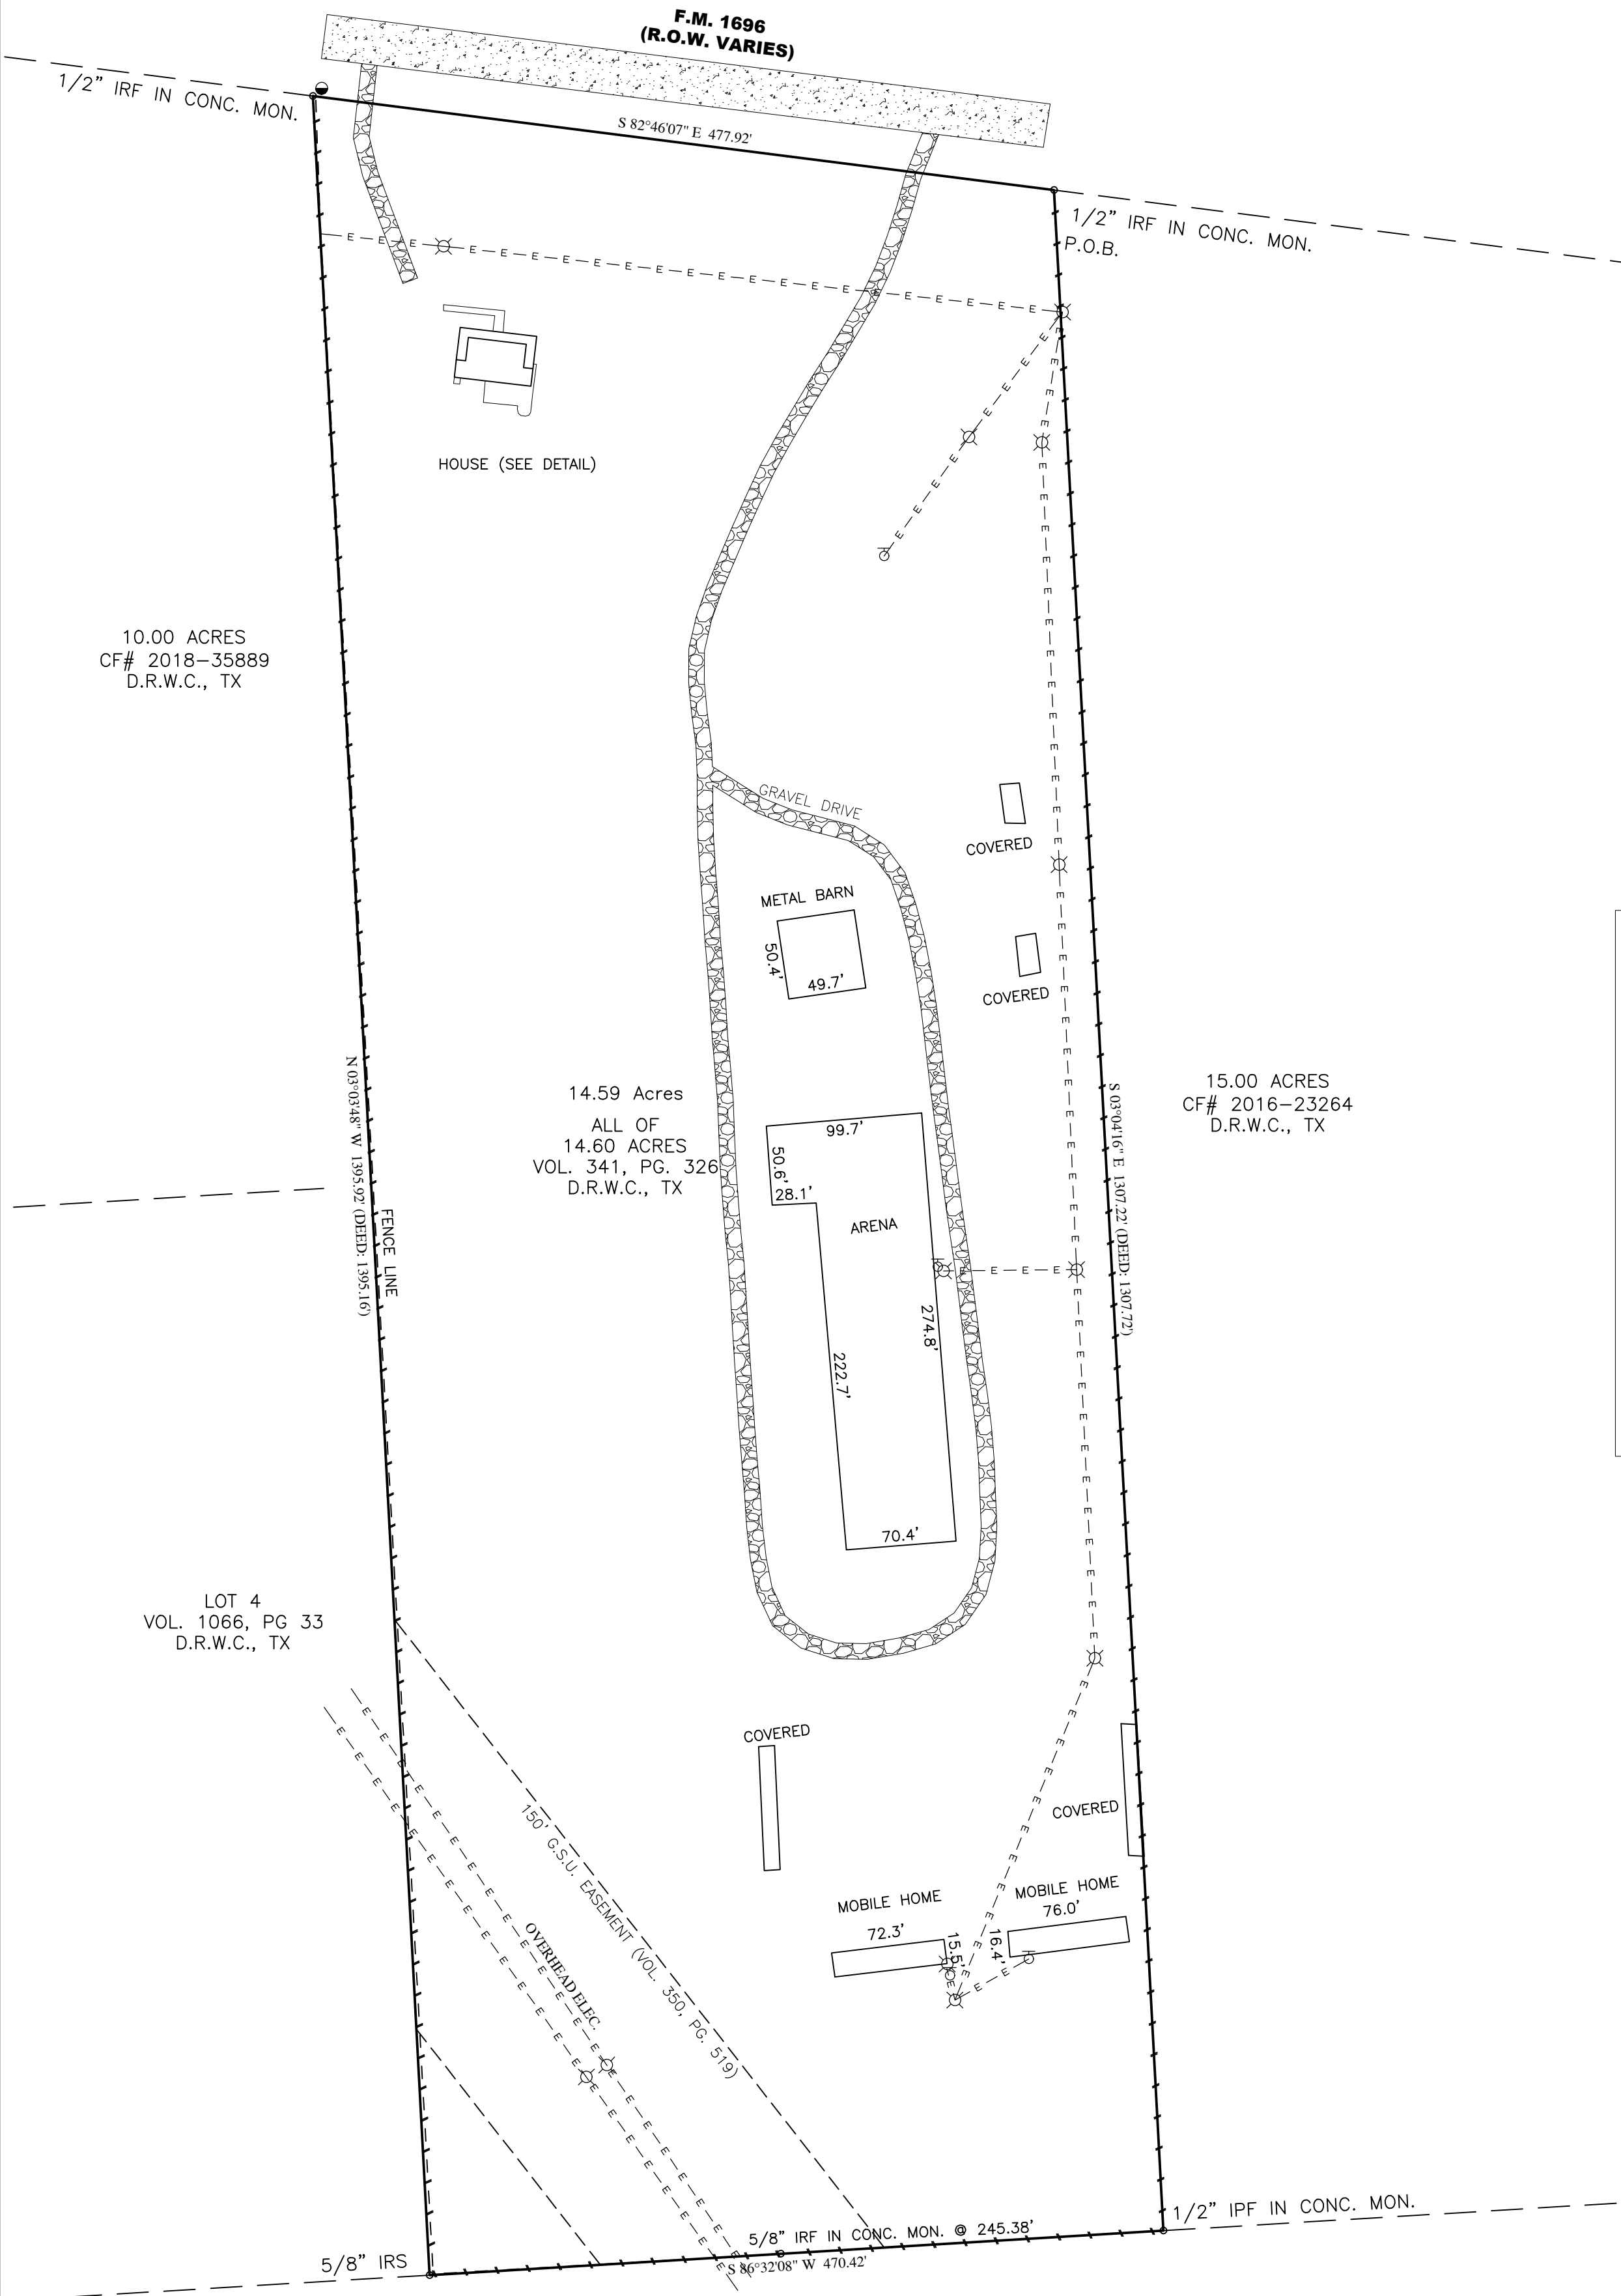 F.M. 1696
(R.O.W. VARIES)
1/2” IRF IN CONC. MON.
S 82°46'07" E 477.92'
1/2” IRF IN CONC. MON.
P.O.B.
E E E E E E E E E E E E E E E E E E E E
HOUSE (SEE DETAIL)
10.00 ACRES
CF# 2018-35889
D.R.W.C., TX
GRAVEL DRIVE
COVERED
METAL BARN
50.4'
49.7'
COVERED
14.59 Acres
ALL OF
14.60 ACRES
VOL. 341, PG. 326
D.R.W.C., TX
15.00 ACRES
CF# 2016-23264
D.R.W.C., TX
N 03°03'48" W 1395.92' (DEED: 1395.16')
FENCE LINE
S 03°04'16" E 1307.22' (DEED: 1307.72')
99.7'
50.6'
28.1'
ARENA
274.8'
222.7'
70.4'
LOT 4
VOL. 1066, PG 33
D.R.W.C., TX
COVERED
COVERED
150' G.S.U. EASEMENT (VOL. 350, PG. 519)
OVERHEAD ELEC.
MOBILE HOME
72.3'
15.5'
MOBILE HOME
76.0'
16.4'
1/2” IPF IN CONC. MON.
5/8” IRF IN CONC. MON. @ 245.38'
S 86°32'08" W 470.42'
5/8” IRS